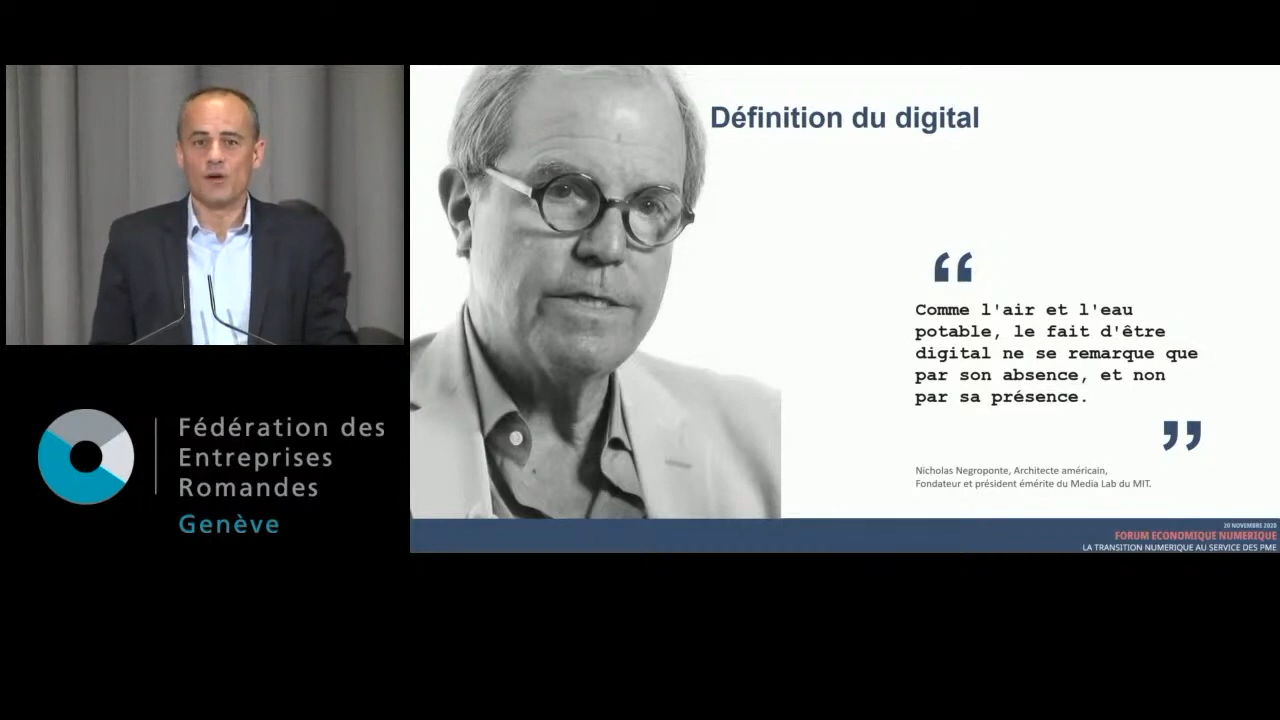 Définition du digital
“
Comme l'air et l'eau
potable, le fait d'être
digital ne se remarque que
par son absence, et non
par sa présence.
”
Nicholas Negroponte, Architecte américain,
Fondateur et président émérite du Media Lab du MIT.
20 NOVEMBRE 2020
FORUM ECONOMIQUE NUMERIQUE
LA TRANSITION NUMERIQUE AU SERVICE DES PME
Fédération des
Entreprises
Romandes
Genève